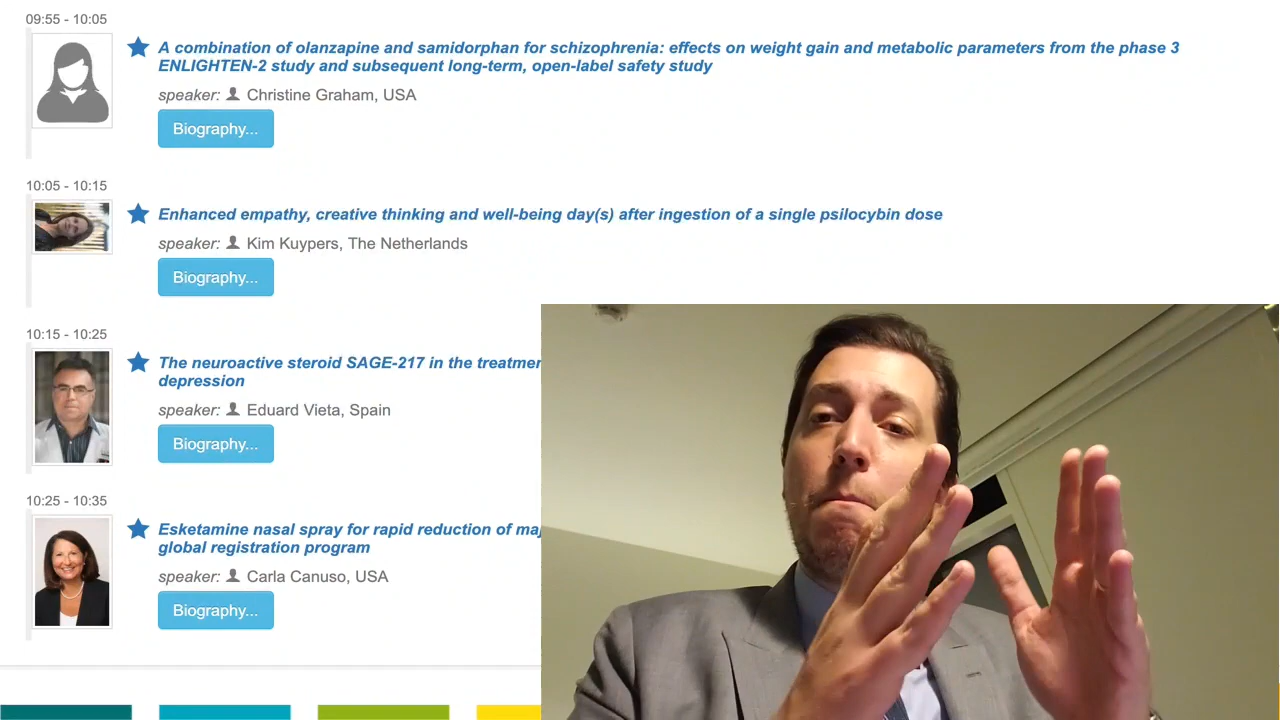 09:55 - 10:05
A combination of olanzapine and samidorphan for schizophrenia: effects on weight gain and metabolic parameters from the phase 3
ENLIGHTEN-2 study and subsequent long-term, open-label safety study
speaker: Christine Graham, USA
Biography...
10:05 - 10:15
Enhanced empathy, creative thinking and well-being day(s) after ingestion of a single psilocybin dose
speaker: Kim Kuypers, The Netherlands
Biography...
10:15 - 10:25
The neuroactive steroid SAGE-217 in the
depression
speaker: Eduard Vieta, Spain
Biography...
10:25 - 10:35
Esketamine nasal spray for rapid reduction of
global registration program
speaker: Carla Canuso, USA
Biography...